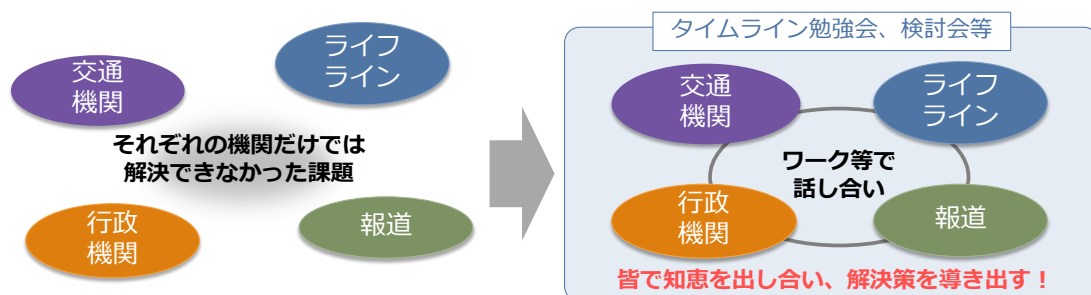 交通
機関
ライフ
ライン
それぞれの機関だけでは
解決できなかった課題
行政
機関
報道
タイムライン勉強会、検討会等
交通
機関
ライフ
ライン
ワーク等で
話し合い
行政
機関
報道
皆で知恵を出し合い、解決策を導き出す！